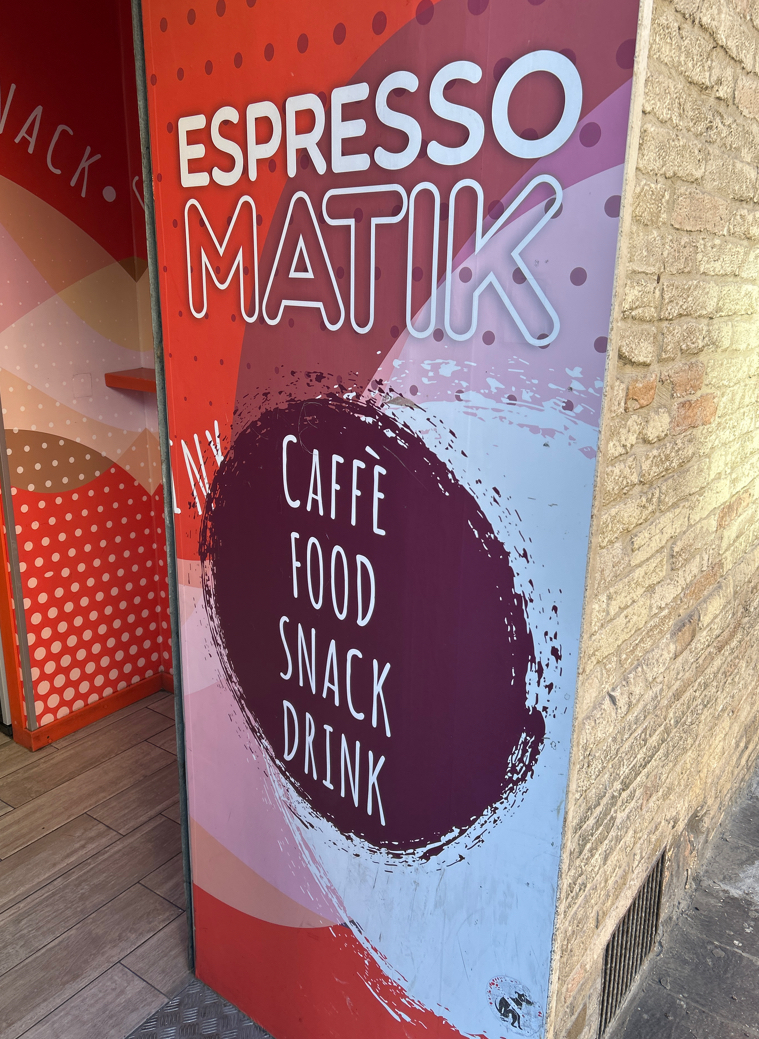 ESPRESSO
MATIK
CAFFÈ
FOOD
SNACK
DRINK